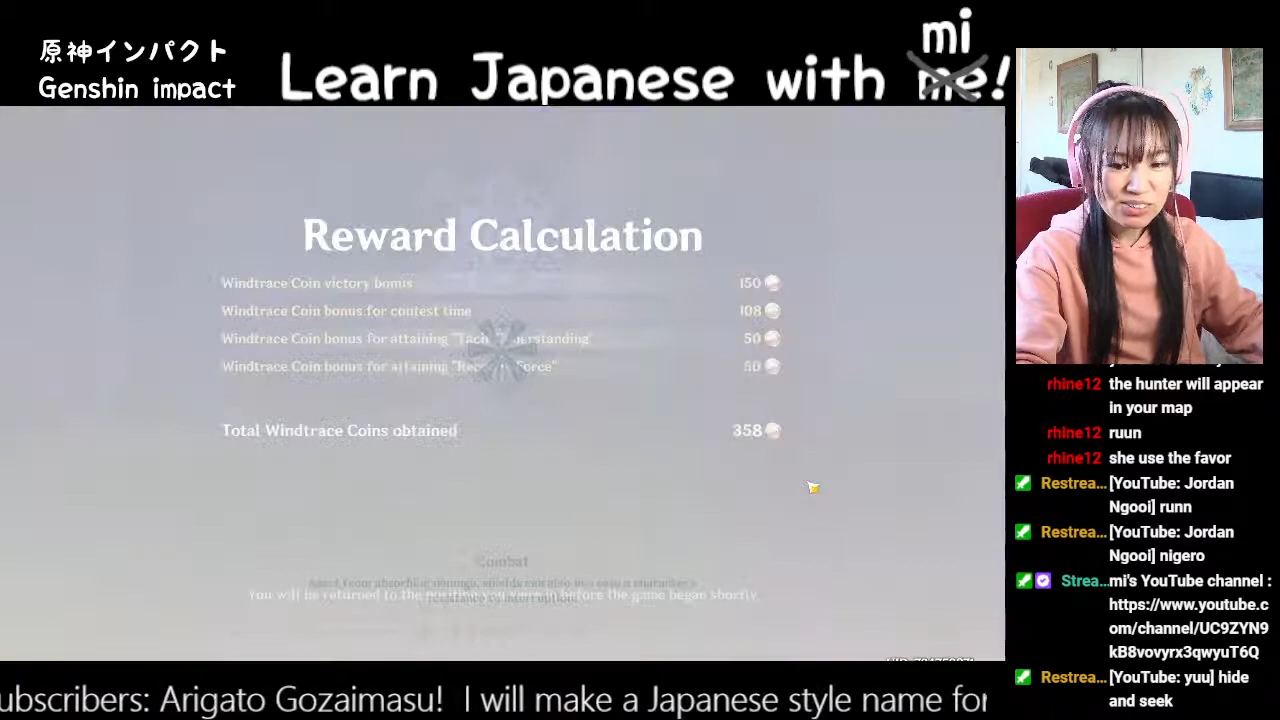 原神インパクト
Genshin impact
mi
Learn Japanese with me!
Reward Calculation
Windtrace Coin victory bonus 150
Windtrace Coin bonus for contest time 108
Windtrace Coin bonus for attaining 50
Windtrace Coin bonus for attaining 50
Total Windtrace Coins obtained 358
Combat
You will be returned to the position you were in before the game began shortly.
rhine12 the hunter will appear
in your map
rhine12 ruun
rhine12 she use the favor
Restrea... [YouTube: Jordan
Ngooi] runn
Restrea... [YouTube: Jordan
Ngooi] nigero
Strea... mi's YouTube channel :
https://www.youtube.c
om/channel/UC9ZYN9
kB8vovyrx3qwyuT6Q
Restrea... [YouTube: yuu] hide
and seek
ubscribers: Arigato Gozaimasu! I will make a Japanese style name for